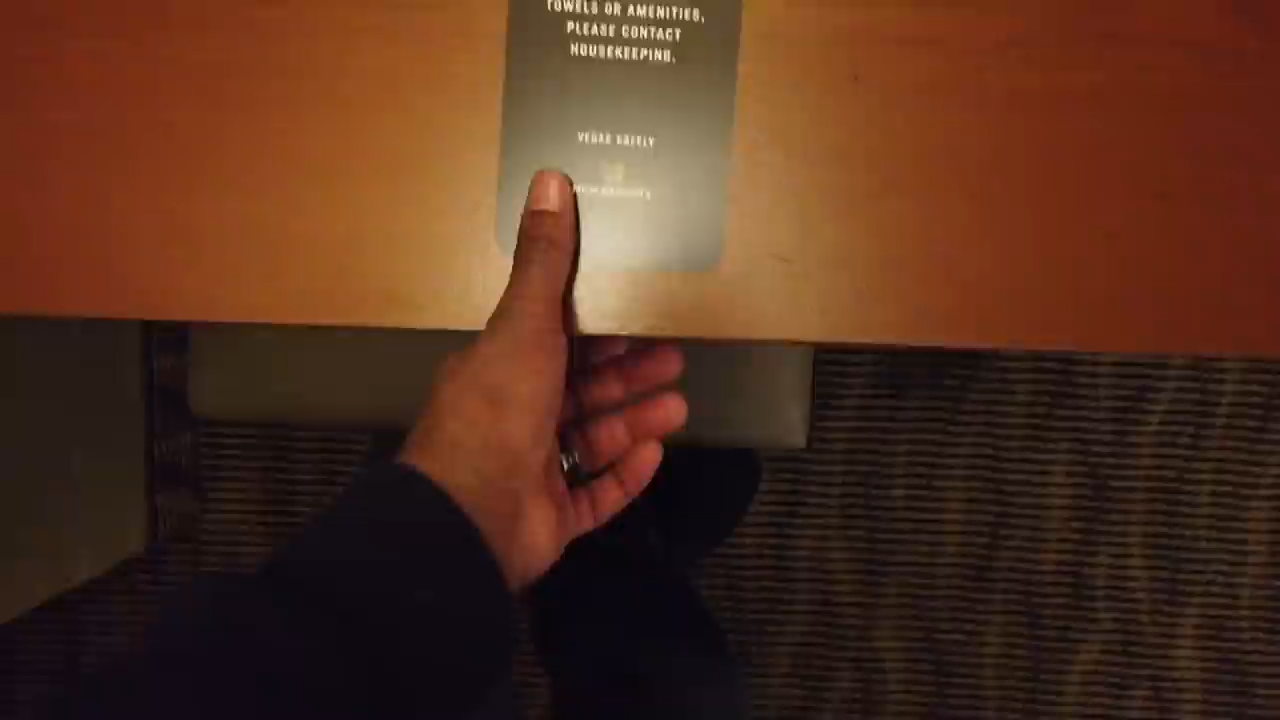 TOWELS OR AMENITIES,
PLEASE CONTACT
HOUSEKEEPING.
VEGAS SAFELY